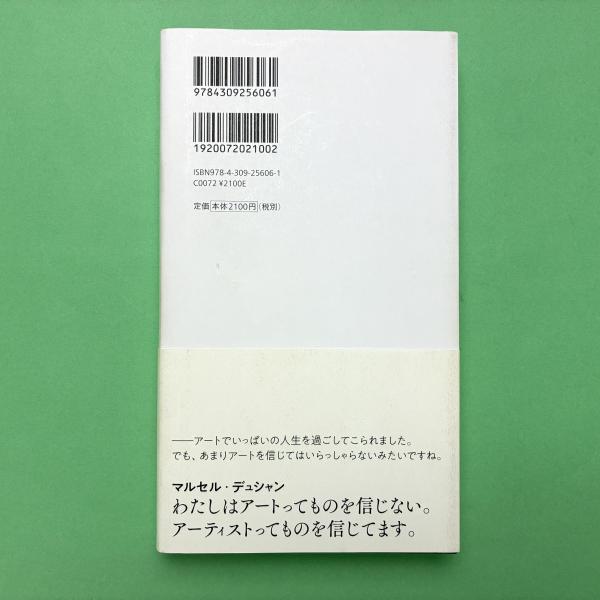 9784309256061
1920072021002
ISBN978-4-309-25606-1
C0072 ¥2100E
定価 本体2100円（税別）
──アートでいっぱいの人生を過ごしてこられました。
でも、あまりアートを信じてはいらっしゃらないみたいですね。
マルセル・デュシャン
わたしはアートってものを信じない。
アーティストってものを信じてます。